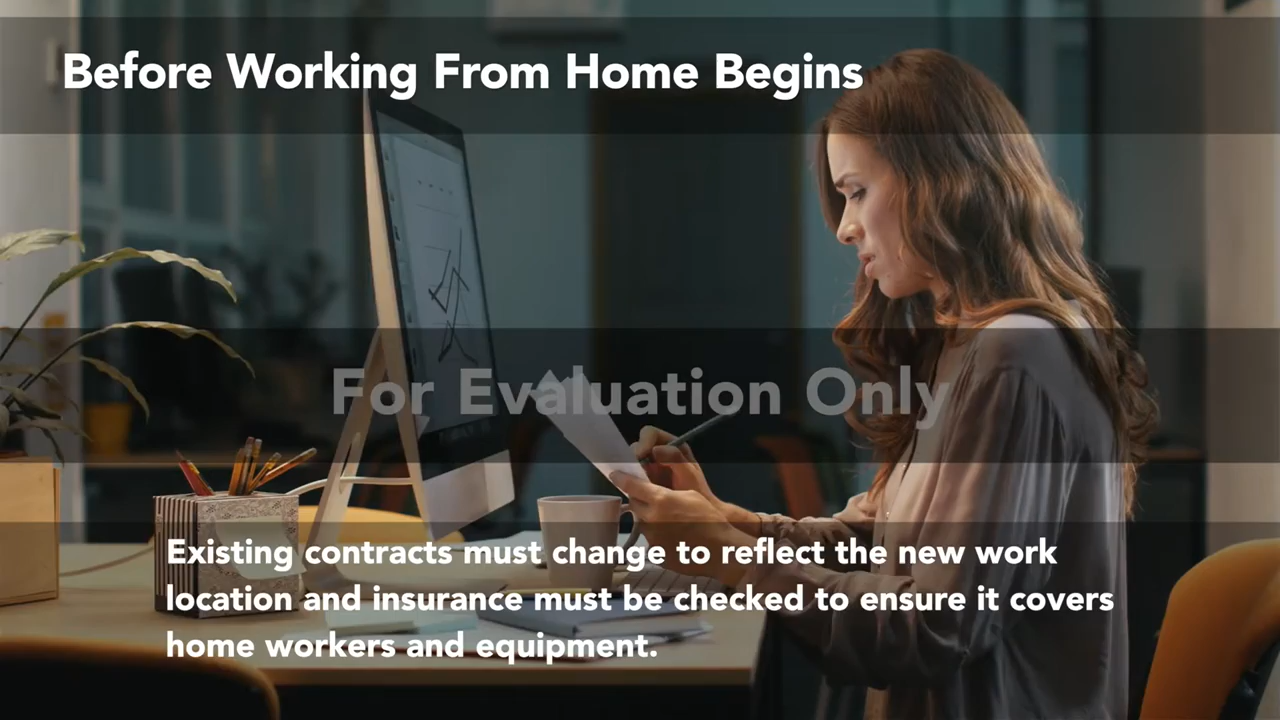 Before Working From Home Begins
For Evaluation Only
Existing contracts must change to reflect the new work
location and insurance must be checked to ensure it covers
home workers and equipment.